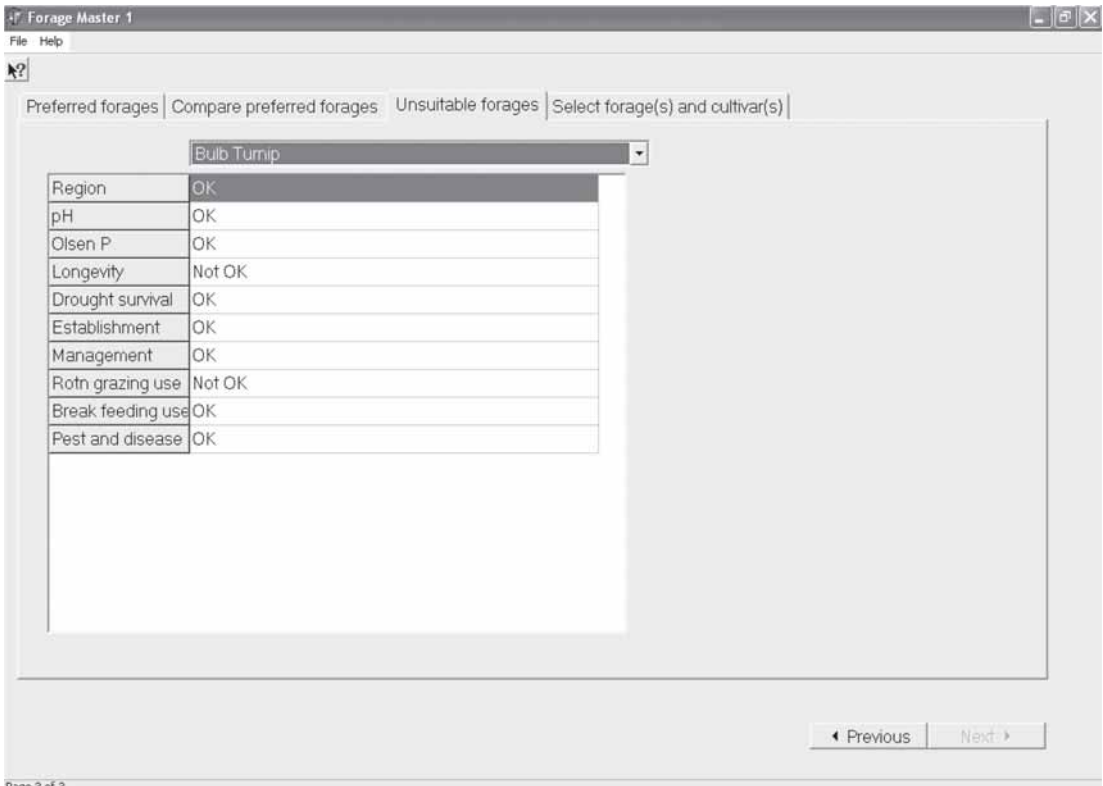 Forage Master 1
File Help
Preferred forages Compare preferred forages Unsuitable forages Select forage(s) and cultivar(s)
Bulb Turnip
Region OK
pH OK
Olsen P OK
Longevity Not OK
Drought survival OK
Establishment OK
Management OK
Rotn grazing use Not OK
Break feeding use OK
Pest and disease OK
Previous Next